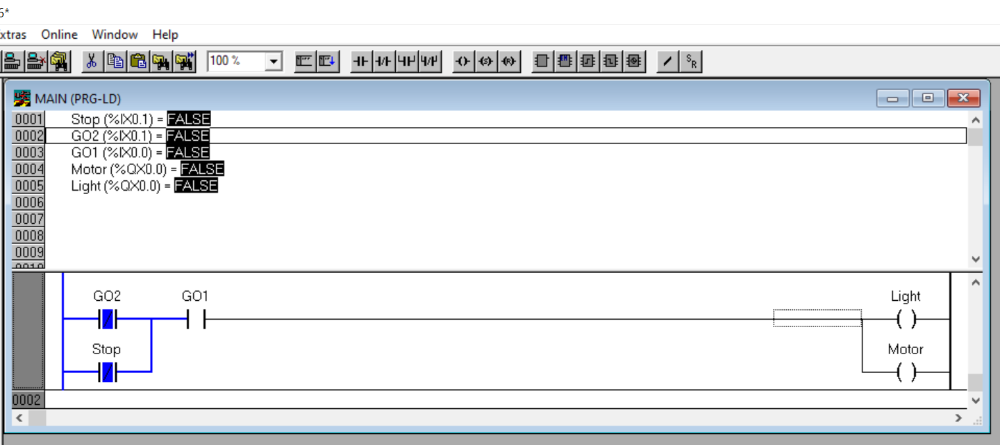 5*
xtras Online Window Help
100 %
S
R
MAIN (PRG-LD)
0001 Stop (%IX0.1) = FALSE
0002 GO2 (%IX0.1) = FALSE
0003 GO1 (%IX0.0) = FALSE
0004 Motor (%QX0.0) = FALSE
0005 Light (%QX0.0) = FALSE
0006
0007
0008
0009
0010
GO2 GO1 Light
Stop Motor
0002